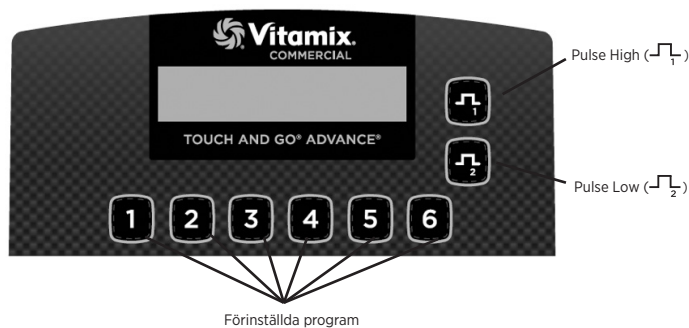 Vitamix.
COMMERCIAL
Pulse High (⎍1)
1
TOUCH AND GO® ADVANCE®
2
Pulse Low (⎍2)
1 2 3 4 5 6
Förinställda program